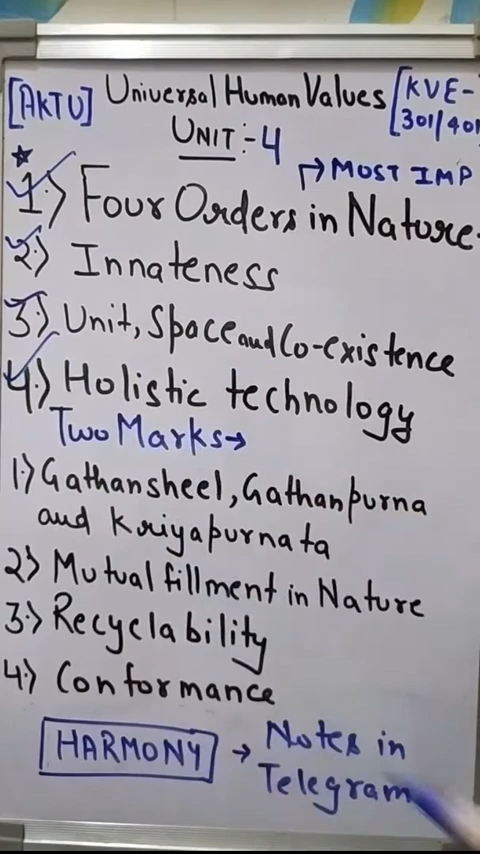 [AKTU] Universal Human Values [KVE-301/401
UNIT:-4
→ MOST IMP
1.) Four Orders in Nature.
2.) Innateness
3.) Unit, Space and Co-existence
4.) Holistic technology
Two Marks→
1.) Gathansheel, Gathanpurna
and Kriyapurnata
2.) Mutual fillment in Nature
3.) Recyclability
4.) Conformance
HARMONY → Notes in
Telegram